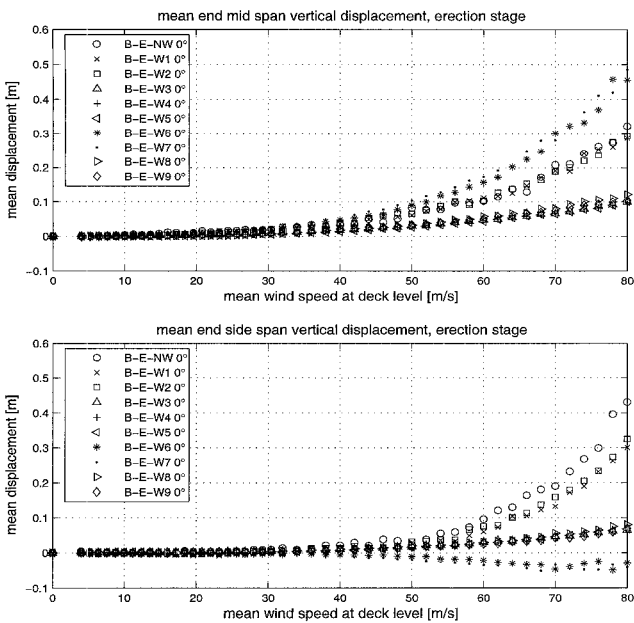 mean end mid span vertical displacement, erection stage
0.6
0.5
0.4
0.3
0.2
0.1
0
−0.1
mean displacement [m]
B−E−NW 0°
B−E−W1 0°
B−E−W2 0°
B−E−W3 0°
B−E−W4 0°
B−E−W5 0°
B−E−W6 0°
B−E−W7 0°
B−E−W8 0°
B−E−W9 0°
0 10 20 30 40 50 60 70 80
mean wind speed at deck level [m/s]
mean end side span vertical displacement, erection stage
0.6
0.5
0.4
0.3
0.2
0.1
0
−0.1
mean displacement [m]
B−E−NW 0°
B−E−W1 0°
B−E−W2 0°
B−E−W3 0°
B−E−W4 0°
B−E−W5 0°
B−E−W6 0°
B−E−W7 0°
B−E−W8 0°
B−E−W9 0°
0 10 20 30 40 50 60 70 80
mean wind speed at deck level [m/s]